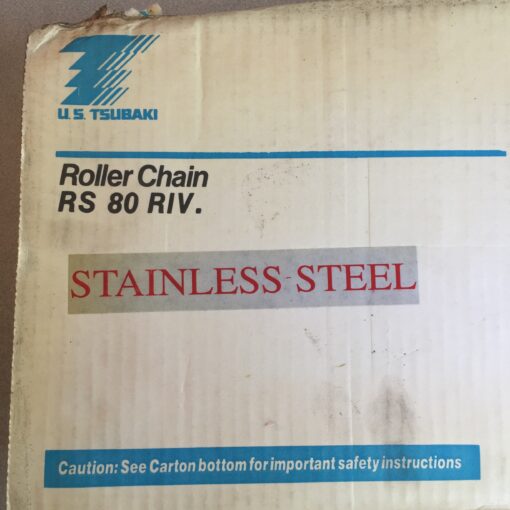 U.S. TSUBAKI
Roller Chain
RS 80 RIV.
STAINLESS STEEL
Caution: See Carton bottom for important safety instructions